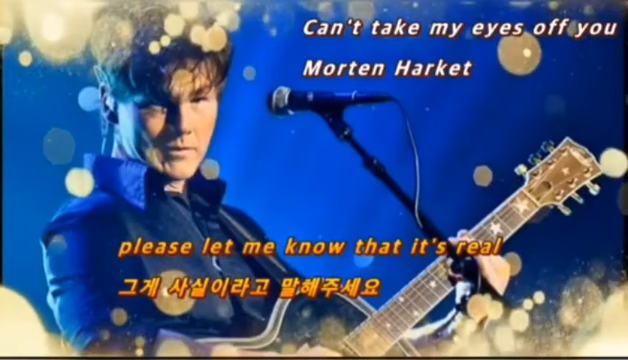 Can't take my eyes off you
Morten Harket
please let me know that it's real
그게 사실이라고 말해주세요